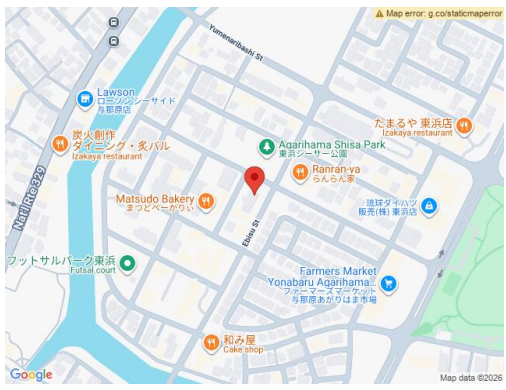 Map error: g.co/staticmaperror
Yumenaribashi St
Lawson
ローソン シーサイド
与那原店
炭火創作
ダイニング・炙バル
Izakaya restaurant
たまるや 東浜店
Izakaya restaurant
Agarihama Shisa Park
東浜シーサー公園
Ranran-ya
らんらん家
Nat'l Rte 329
Matsudo Bakery
まつどべーかりぃ
琉球ダイハツ
販売(株) 東浜店
Ebisu St
フットサルパーク東浜
Futsal court
Farmers Market
Yonabaru Agarihama...
ファーマーズマーケット
与那原あがりはま市場
和み屋
Cake shop
Google
Map data ©2026